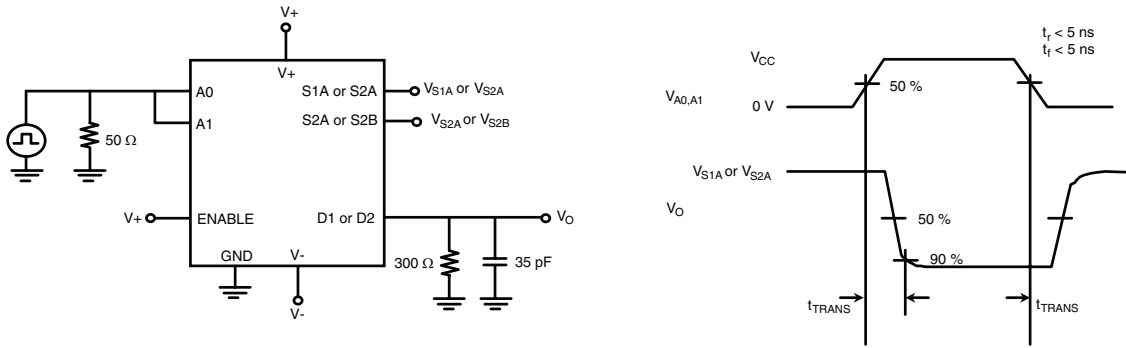 V+
V+
A0
S1A or S2A
VS1A or VS2A
A1
S2A or S2B
VS2A or VS2B
50 Ω
V+
ENABLE
D1 or D2
VO
GND
V-
300 Ω
35 pF
V-
tr < 5 ns
tf < 5 ns
VCC
VA0,A1
50 %
0 V
VS1A or VS2A
VO
50 %
90 %
tTRANS
tTRANS